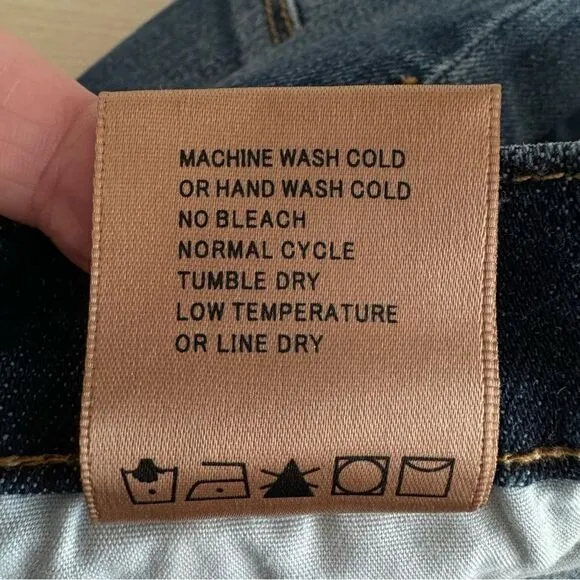 MACHINE WASH COLD
OR HAND WASH COLD
NO BLEACH
NORMAL CYCLE
TUMBLE DRY
LOW TEMPERATURE
OR LINE DRY